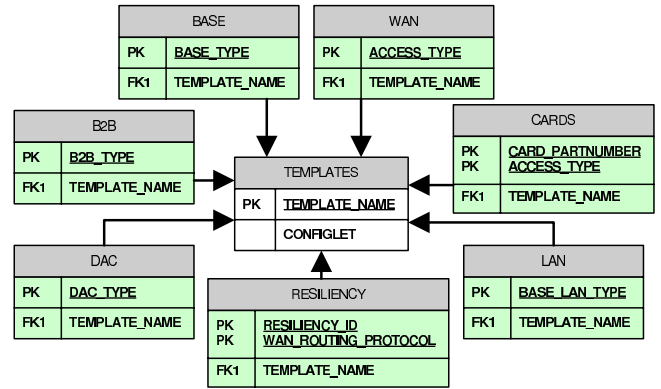 BASE
PK BASE_TYPE
FK1 TEMPLATE_NAME
WAN
PK ACCESS_TYPE
FK1 TEMPLATE_NAME
B2B
PK B2B_TYPE
FK1 TEMPLATE_NAME
CARDS
PK CARD_PARTNUMBER
PK ACCESS_TYPE
FK1 TEMPLATE_NAME
TEMPLATES
PK TEMPLATE_NAME
CONFIGLET
DAC
PK DAC_TYPE
FK1 TEMPLATE_NAME
RESILIENCY
PK RESILIENCY_ID
PK WAN_ROUTING_PROTOCOL
FK1 TEMPLATE_NAME
LAN
PK BASE_LAN_TYPE
FK1 TEMPLATE_NAME